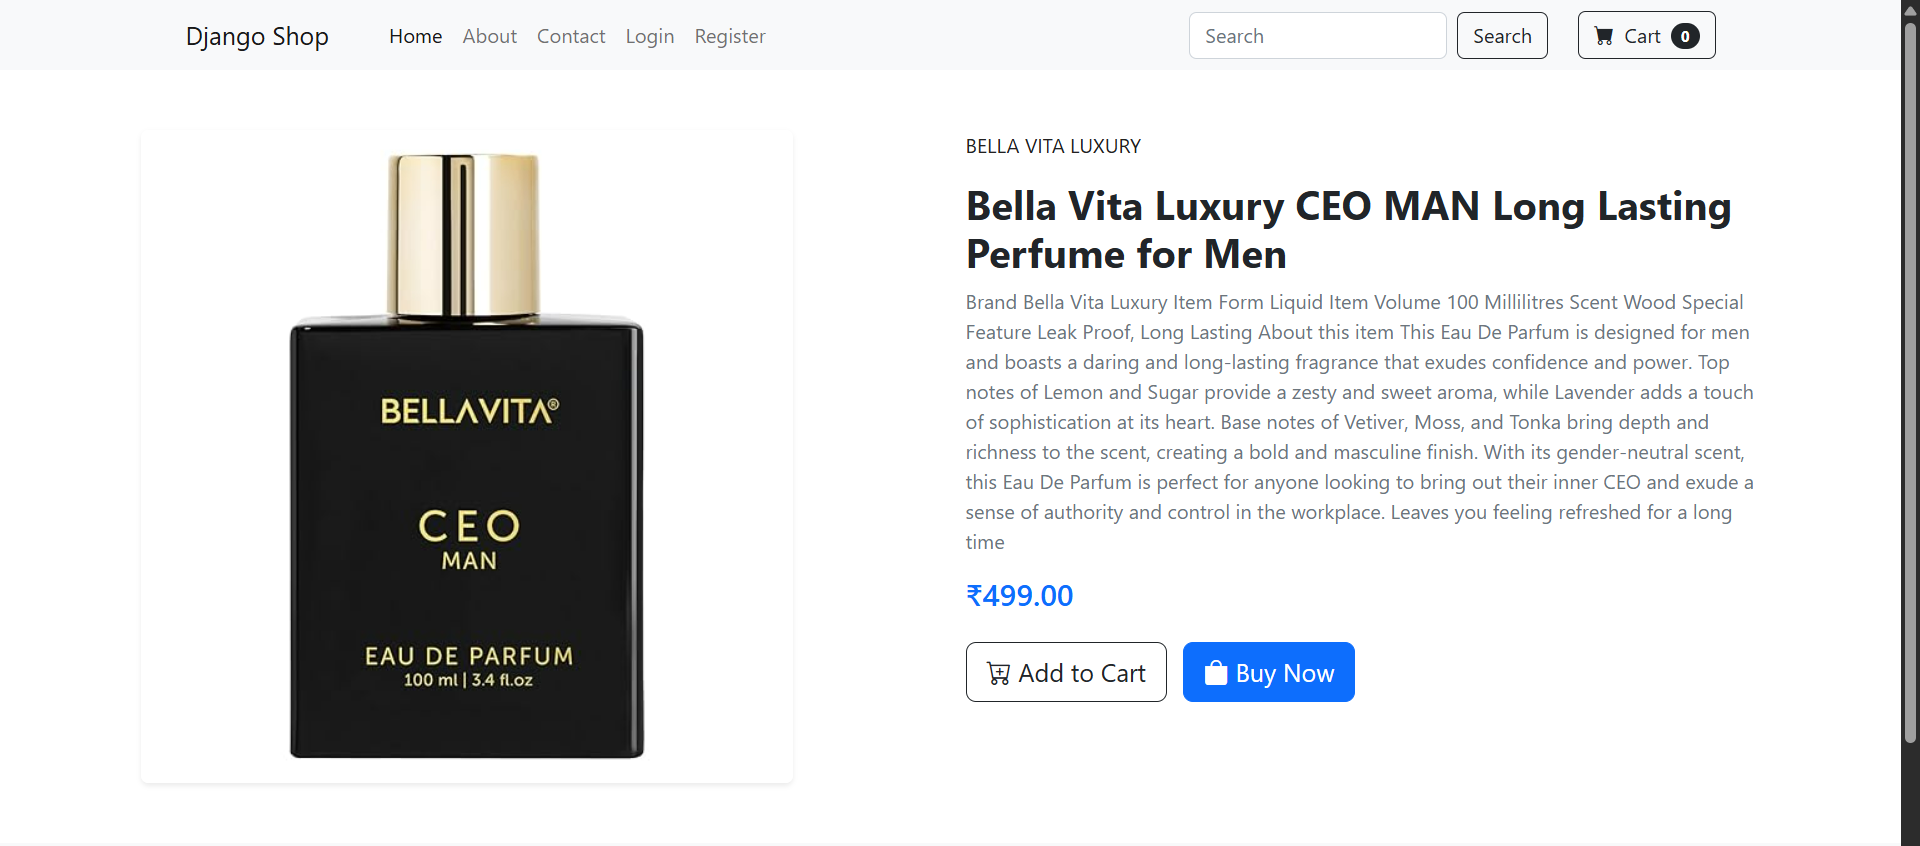 Django Shop Home About Contact Login Register Search Search Cart 0
BELLAVITA®
CEO
MAN
EAU DE PARFUM
100 ml | 3.4 fl.oz
BELLA VITA LUXURY
Bella Vita Luxury CEO MAN Long Lasting
Perfume for Men
Brand Bella Vita Luxury Item Form Liquid Item Volume 100 Millilitres Scent Wood Special
Feature Leak Proof, Long Lasting About this item This Eau De Parfum is designed for men
and boasts a daring and long-lasting fragrance that exudes confidence and power. Top
notes of Lemon and Sugar provide a zesty and sweet aroma, while Lavender adds a touch
of sophistication at its heart. Base notes of Vetiver, Moss, and Tonka bring depth and
richness to the scent, creating a bold and masculine finish. With its gender-neutral scent,
this Eau De Parfum is perfect for anyone looking to bring out their inner CEO and exude a
sense of authority and control in the workplace. Leaves you feeling refreshed for a long
time
₹499.00
Add to Cart Buy Now